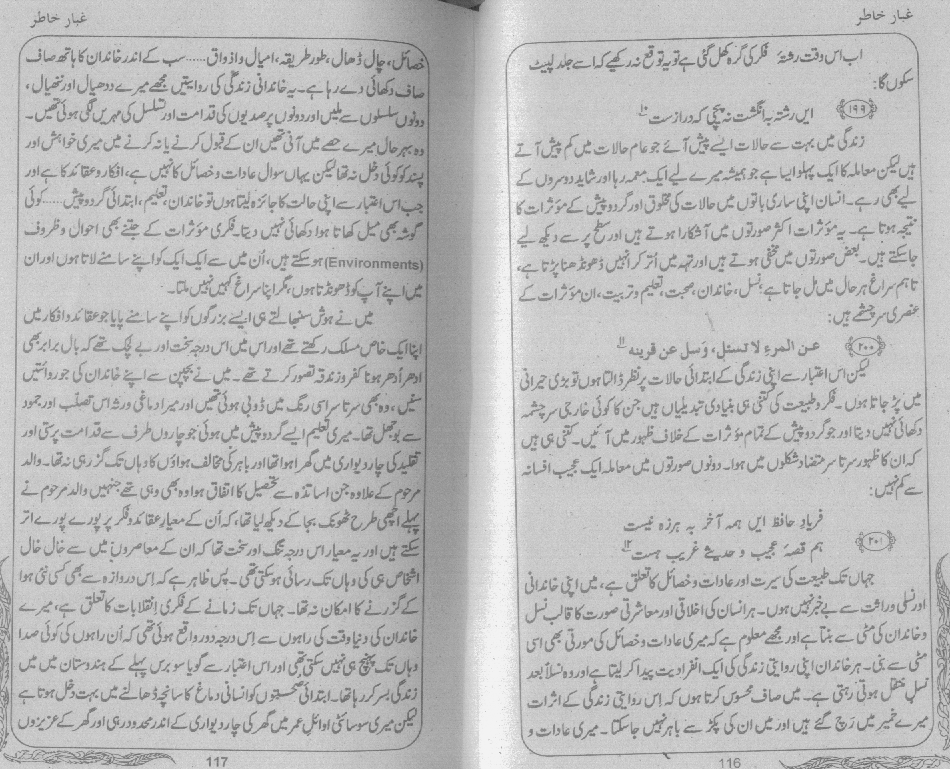 غبار خاطر
اب اس وقت رشتۂ فکر کی گرہ کھل گئی ہے تو یہ توقع نہ رکھیے کہ اسے جلد لپیٹ
سکوں گا:
﴿۱۹۹﴾ ایں رشتہ بہ انگشت نہ پیچی کہ دراز ست ۱۰
زندگی میں بہت سے حالات ایسے پیش آئے جو عام حالات میں کم پیش آتے
ہیں لیکن معاملہ کا ایک پہلو ایسا ہے جو ہمیشہ میرے لیے ایک معمہ رہا اور شاید دوسروں کے
لیے بھی رہے۔ انسان اپنی ساری باتوں میں حالات کی مخلوق اور گرد و پیش کے مؤثرات کا
نتیجہ ہوتا ہے۔ یہ مؤثرات اکثر صورتوں میں آشکارا ہوتے ہیں اور سطح پر سے دیکھ لیے
جاسکتے ہیں۔ بعض صورتوں میں مخفی ہوتے ہیں اور تہہ میں اُتر کر انہیں ڈھونڈھنا پڑتا ہے،
تاہم سراغ ہر حال میں مل جاتا ہے، نسل، خاندان، صحبت، تعلیم و تربیت، ان مؤثرات کے
عنصری سرچشمے ہیں:
﴿۲۰۰﴾ عن المرء لا تسئل، وسل عن قرینه ۱۱
لیکن اس اعتبار سے اپنی زندگی کے ابتدائی حالات پر نظر ڈالتا ہوں تو بڑی حیرانی
میں پڑ جاتا ہوں۔ فکر و طبیعت کی کتنی ہی بنیادی تبدیلیاں ہیں جن کا کوئی خارجی سرچشمہ
دکھائی نہیں دیتا اور جو گرد و پیش کے تمام مؤثرات کے خلاف ظہور میں آئیں۔ کتنی ہی ہیں
کہ ان کا ظہور سرتا سر متضاد شکلوں میں ہوا۔ دونوں صورتوں میں معاملہ ایک عجیب افسانہ
سے کم نہیں:
فریادِ حافظ ایں ہمہ آخر بہ ہرزہ نیست
﴿۲۰۱﴾ ہم قصۂ عجیب و حدیثے غریب ہست ۱۲
جہاں تک طبیعت کی سیرت اور عادات و خصائل کا تعلق ہے، میں اپنی خاندانی
اور نسلی وراثت سے بے خبر نہیں ہوں۔ ہر انسان کی اخلاقی اور معاشرتی صورت کا قالب نسل
و خاندان کی مٹی سے بنتا ہے اور مجھے معلوم ہے کہ میری عادات و خصائل کی مورتی بھی اسی
مٹی سے بنی۔ ہر خاندان اپنی روایتی زندگی کی ایک انفرادیت پیدا کر لیتا ہے اور وہ نسلاً بعد
نسلٍ منتقل ہوتی رہتی ہے۔ میں صاف محسوس کرتا ہوں کہ اِس روایتی زندگی کے اثرات
میرے خمیر میں رچ گئے ہیں اور میں ان کی پکڑ سے باہر نہیں جاسکتا۔ میری عادات و
116
غبار خاطر
خصائل، چال ڈھال، طور طریقہ، امیال و اذواق...... سب کے اندر خاندان کا ہاتھ صاف
صاف دکھائی دے رہا ہے۔ یہ خاندانی زندگی کی روایتیں مجھے میرے ددھیال اور ننھیال،
دونوں سلسلوں سے ملیں اور دونوں پر صدیوں کی قدامت اور تسلسل کی مہریں لگی ہوئی تھیں۔
وہ بہر حال میرے حصے میں آنی تھیں ان کے قبول کرنے یا نہ کرنے میں میری خواہش اور
پسند کو کوئی دخل نہ تھا لیکن یہاں سوال عادات و خصائل کا نہیں ہے، افکار و عقائد کا ہے اور
جب اس اعتبار سے اپنی حالت کا جائزہ لیتا ہوں تو خاندان، تعلیم، ابتدائی گرد و پیش...... کوئی
گوشہ بھی میل کھاتا ہوا دکھائی نہیں دیتا۔ فکری مؤثرات کے جتنے بھی احوال و ظروف
(Environments) ہوسکتے ہیں، اُن میں سے ایک ایک کو اپنے سامنے لاتا ہوں اور ان
میں اپنے آپ کو ڈھونڈتا ہوں، مگر اپنا سراغ کہیں نہیں ملتا۔
میں نے ہوش سنبھالتے ہی ایسے بزرگوں کو اپنے سامنے پایا جو عقائد و افکار میں
اپنا ایک خاص مسلک رکھتے تھے اور اس میں اس درجہ سخت اور بے لچک تھے کہ بال برابر بھی
ادھر اُدھر ہونا کفر و زندقہ تصور کرتے تھے۔ میں نے بچپن سے اپنے خاندان کی جو روائتیں
سنیں، وہ بھی سرتا سر اسی رنگ میں ڈوبی ہوئی تھیں اور میرا دماغی ورثہ اس تصلّب اور جمود
سے بوجھل تھا۔ میری تعلیم ایسے گرد و پیش میں ہوئی جو چاروں طرف سے قدامت پرستی اور
تقلید کی چار دیواری میں گھرا ہوا تھا اور باہر کی مخالف ہواؤں کا وہاں تک گزر ہی نہ تھا۔ والد
مرحوم کے علاوہ جن اساتذہ سے تحصیل کا اتفاق ہوا وہ بھی وہی تھے جنہیں والد مرحوم نے
پہلے اچھی طرح ٹھونک بجا کے دیکھ لیا تھا، کہ اُن کے معیارِ عقائد و فکر پر پورے پورے اتر
سکتے ہیں اور یہ معیار اس درجہ تنگ اور سخت تھا کہ ان کے معاصروں میں سے خال خال
اشخاص ہی کی وہاں تک رسائی ہوسکتی تھی۔ پس ظاہر ہے کہ اِس دروازہ سے بھی کسی نئی ہوا
کے گزرنے کا امکان نہ تھا۔ جہاں تک زمانے کے فکری انقلابات کا تعلق ہے، میرے
خاندان کی دنیا وقت کی راہوں سے اِس درجہ دور واقع ہوئی تھی کہ اُن راہوں کی کوئی صدا
وہاں تک پہنچ ہی نہیں سکتی تھی اور اس اعتبار سے گویا سو برس پہلے کے ہندوستان میں میں
زندگی بسر کر رہا تھا۔ ابتدائی صحبتوں کو انسانی دماغ کا سانچہ ڈھالنے میں بہت دخل ہوتا ہے
لیکن میری سوسائٹی اوائلِ عمر میں گھر کی چار دیواری کے اندر محدود رہی اور گھر کے عزیزوں
117